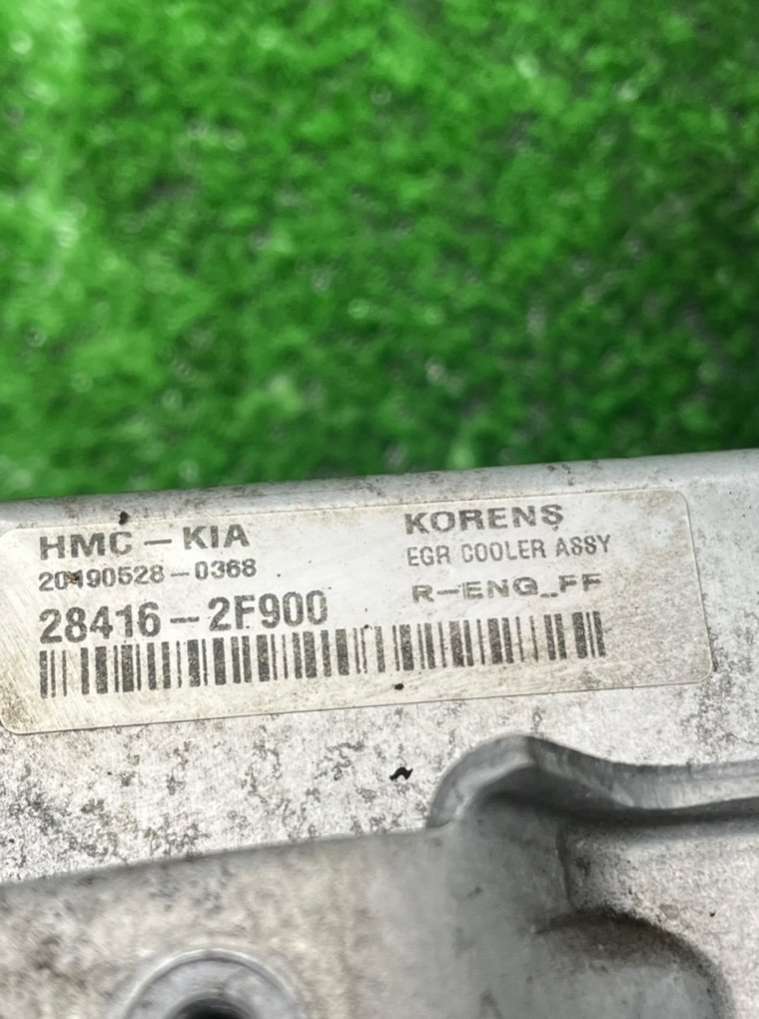 HMC-KIA
20190528-0368
28416-2F900
KORENS
EGR COOLER ASSY
R-ENG_FF